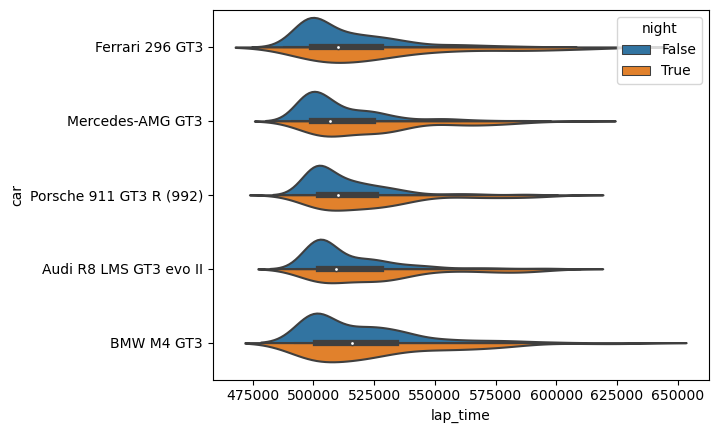 night
False
True
Ferrari 296 GT3
Mercedes-AMG GT3
Porsche 911 GT3 R (992)
Audi R8 LMS GT3 evo II
BMW M4 GT3
car
475000 500000 525000 550000 575000 600000 625000 650000
lap_time